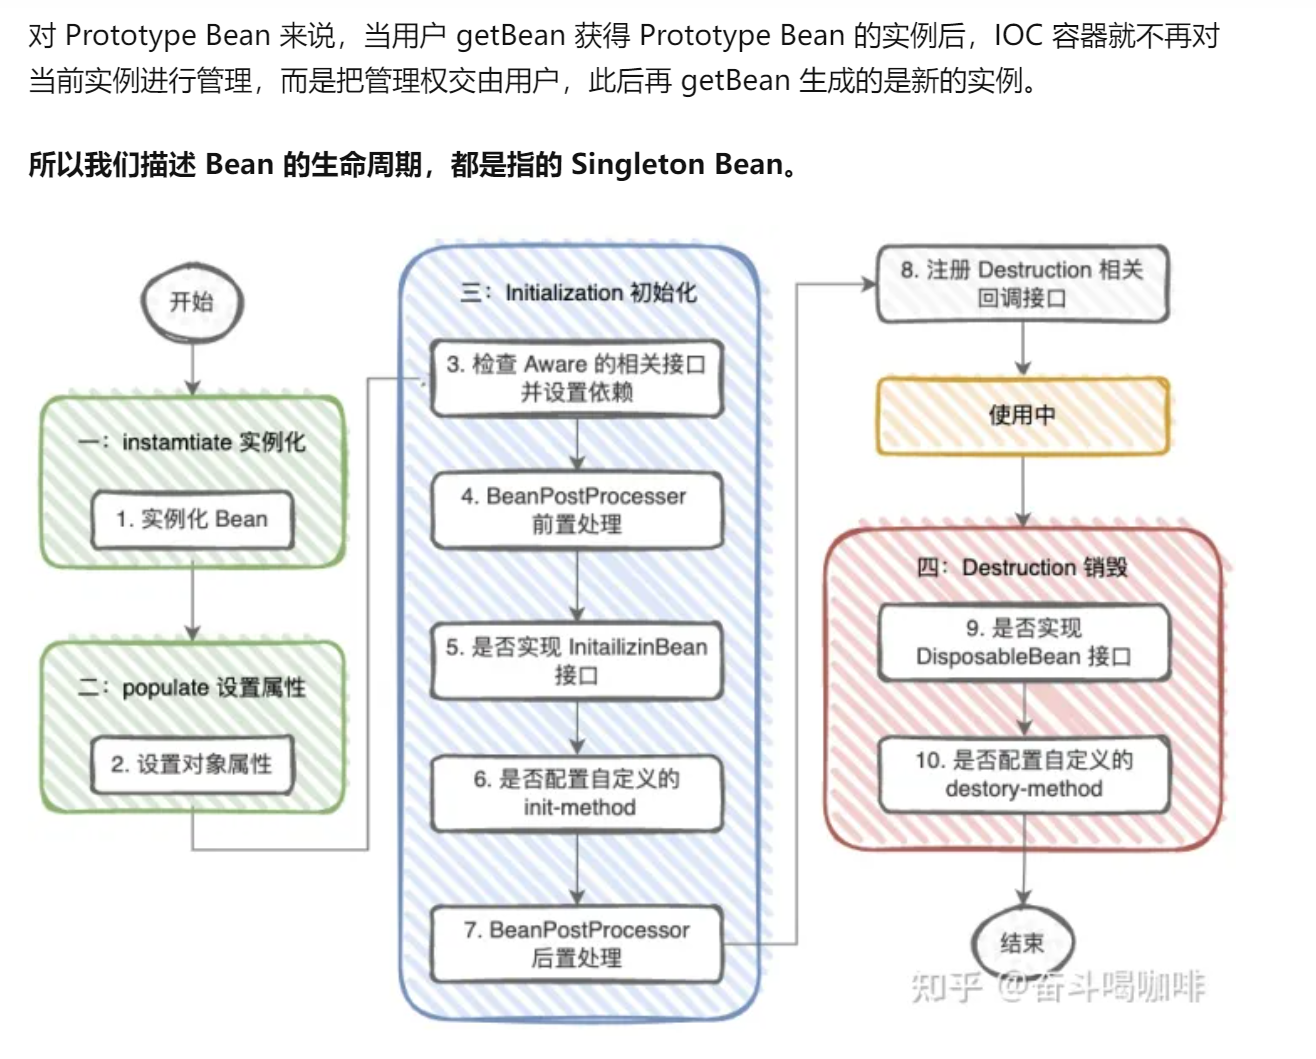 对 Prototype Bean 来说，当用户 getBean 获得 Prototype Bean 的实例后，IOC 容器就不再对
当前实例进行管理，而是把管理权交由用户，此后再 getBean 生成的是新的实例。
所以我们描述 Bean 的生命周期，都是指的 Singleton Bean。
开始
一：instamtiate 实例化
1. 实例化 Bean
二：populate 设置属性
2. 设置对象属性
三：Initialization 初始化
3. 检查 Aware 的相关接口
并设置依赖
4. BeanPostProcesser
前置处理
5. 是否实现 InitailizinBean
接口
6. 是否配置自定义的
init-method
7. BeanPostProcessor
后置处理
8. 注册 Destruction 相关
回调接口
使用中
四：Destruction 销毁
9. 是否实现
DisposableBean 接口
10. 是否配置自定义的
destory-method
结束
知乎 @奋斗喝咖啡